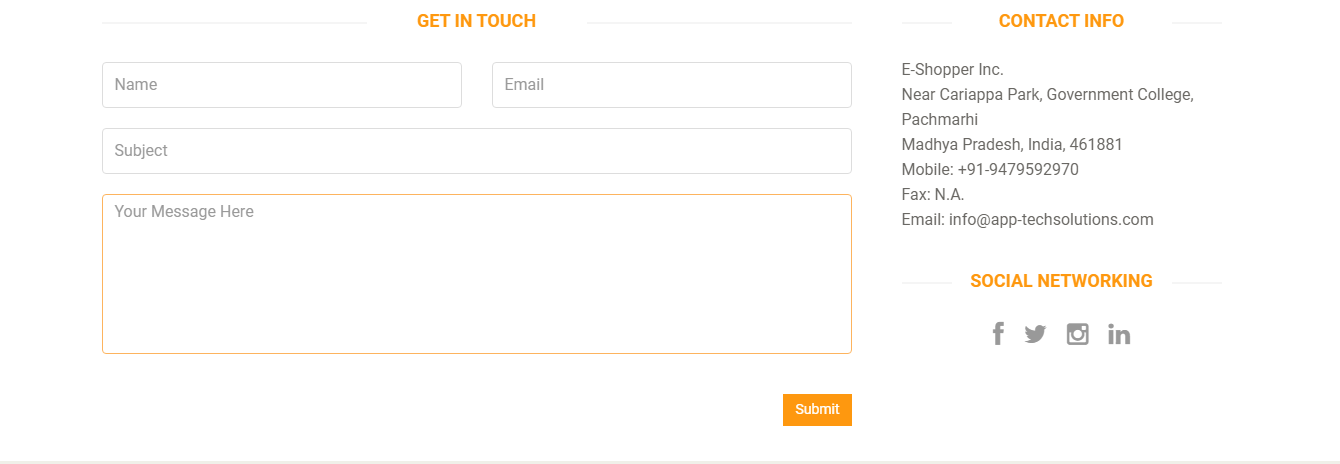 GET IN TOUCH
Name
Email
Subject
Your Message Here
Submit
CONTACT INFO
E-Shopper Inc.
Near Cariappa Park, Government College,
Pachmarhi
Madhya Pradesh, India, 461881
Mobile: +91-9479592970
Fax: N.A.
Email: info@app-techsolutions.com
SOCIAL NETWORKING